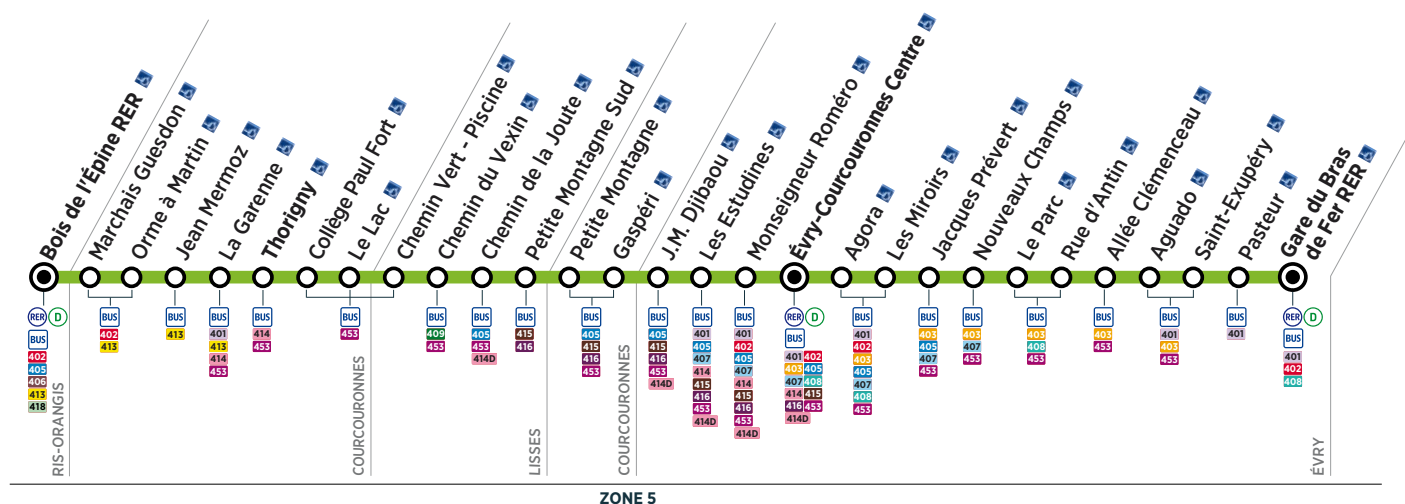 Bois de l'Épine RER
Marchais Guesdon
Orme à Martin
Jean Mermoz
La Garenne
Thorigny
Collège Paul Fort
Le Lac
Chemin Vert - Piscine
Chemin du Vexin
Chemin de la Joute
Petite Montagne Sud
Petite Montagne
Gaspéri
J.M. Djibaou
Les Estudines
Monseigneur Roméro
Évry-Courcouronnes Centre
Agora
Les Miroirs
Jacques Prévert
Nouveaux Champs
Le Parc
Rue d'Antin
Allée Clémenceau
Aguado
Saint-Exupéry
Pasteur
Gare du Bras
de Fer RER
RER D
BUS
402
405
406
413
418
BUS
402
413
BUS
413
BUS
401
413
414
453
BUS
414
453
BUS
453
BUS
409
453
BUS
405
453
414D
BUS
415
416
BUS
405
415
416
453
BUS
405
415
416
453
414D
BUS
401
405
407
414
415
416
453
414D
BUS
401
402
405
407
414
415
416
453
414D
RER D
BUS
401 402
403 405
407 408
414 415
416 453
414D
BUS
401
402
403
405
407
408
453
BUS
403
405
407
453
BUS
403
407
453
BUS
403
408
453
BUS
403
453
BUS
401
403
453
BUS
401
RER D
BUS
401
402
408
RIS-ORANGIS
COURCOURONNES
LISSES
COURCOURONNES
ÉVRY
ZONE 5